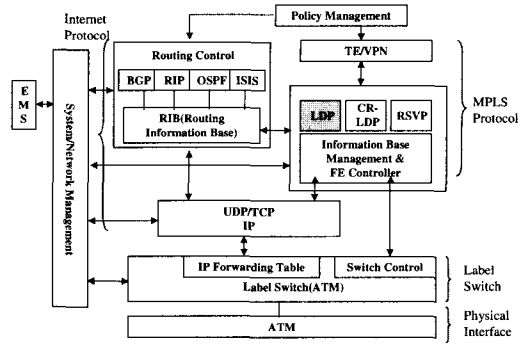 Internet
Protocol
Policy Management
Routing Control
TE/VPN
BGP RIP OSPF ISIS
E
M
S
System/Network Management
RIB(Routing
Information Base)
LDP
CR-
LDP
RSVP
MPLS
Protocol
Information Base
Management &
FE Controller
UDP/TCP
IP
IP Forwarding Table
Switch Control
Label Switch(ATM)
Label
Switch
ATM
Physical
Interface